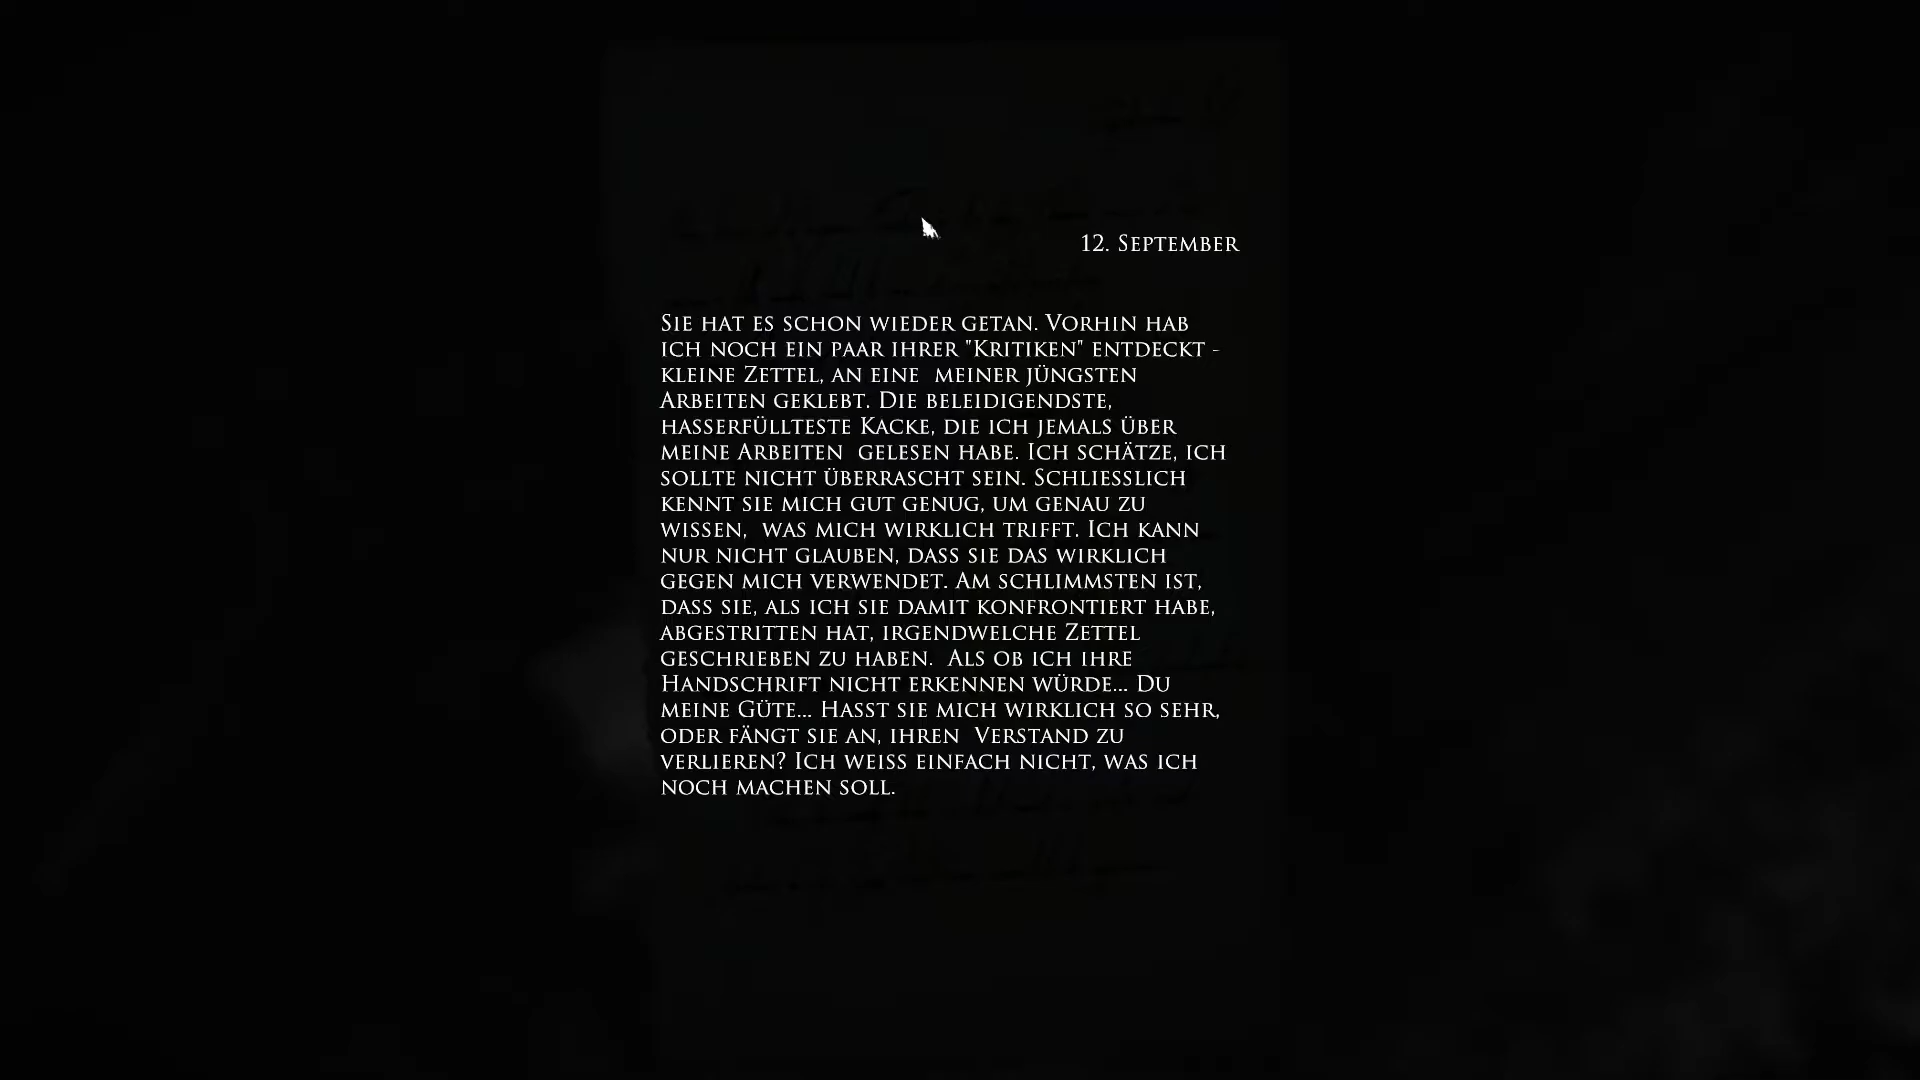 12. September
Sie hat es schon wieder getan. Vorhin hab
ich noch ein paar ihrer "Kritiken" entdeckt -
kleine Zettel, an eine  meiner jüngsten
Arbeiten geklebt. Die beleidigendste,
hasserfüllteste Kacke, die ich jemals über
meine Arbeiten  gelesen habe. Ich schätze, ich
sollte nicht überrascht sein. Schliesslich
kennt sie mich gut genug, um genau zu
wissen,  was mich wirklich trifft. Ich kann
nur nicht glauben, dass sie das wirklich
gegen mich verwendet. Am schlimmsten ist,
dass sie, als ich sie damit konfrontiert habe,
abgestritten hat, irgendwelche Zettel
geschrieben zu haben.  Als ob ich ihre
Handschrift nicht erkennen würde... Du
meine Güte... Hasst sie mich wirklich so sehr,
oder fängt sie an, ihren  Verstand zu
verlieren? Ich weiss einfach nicht, was ich
noch machen soll.